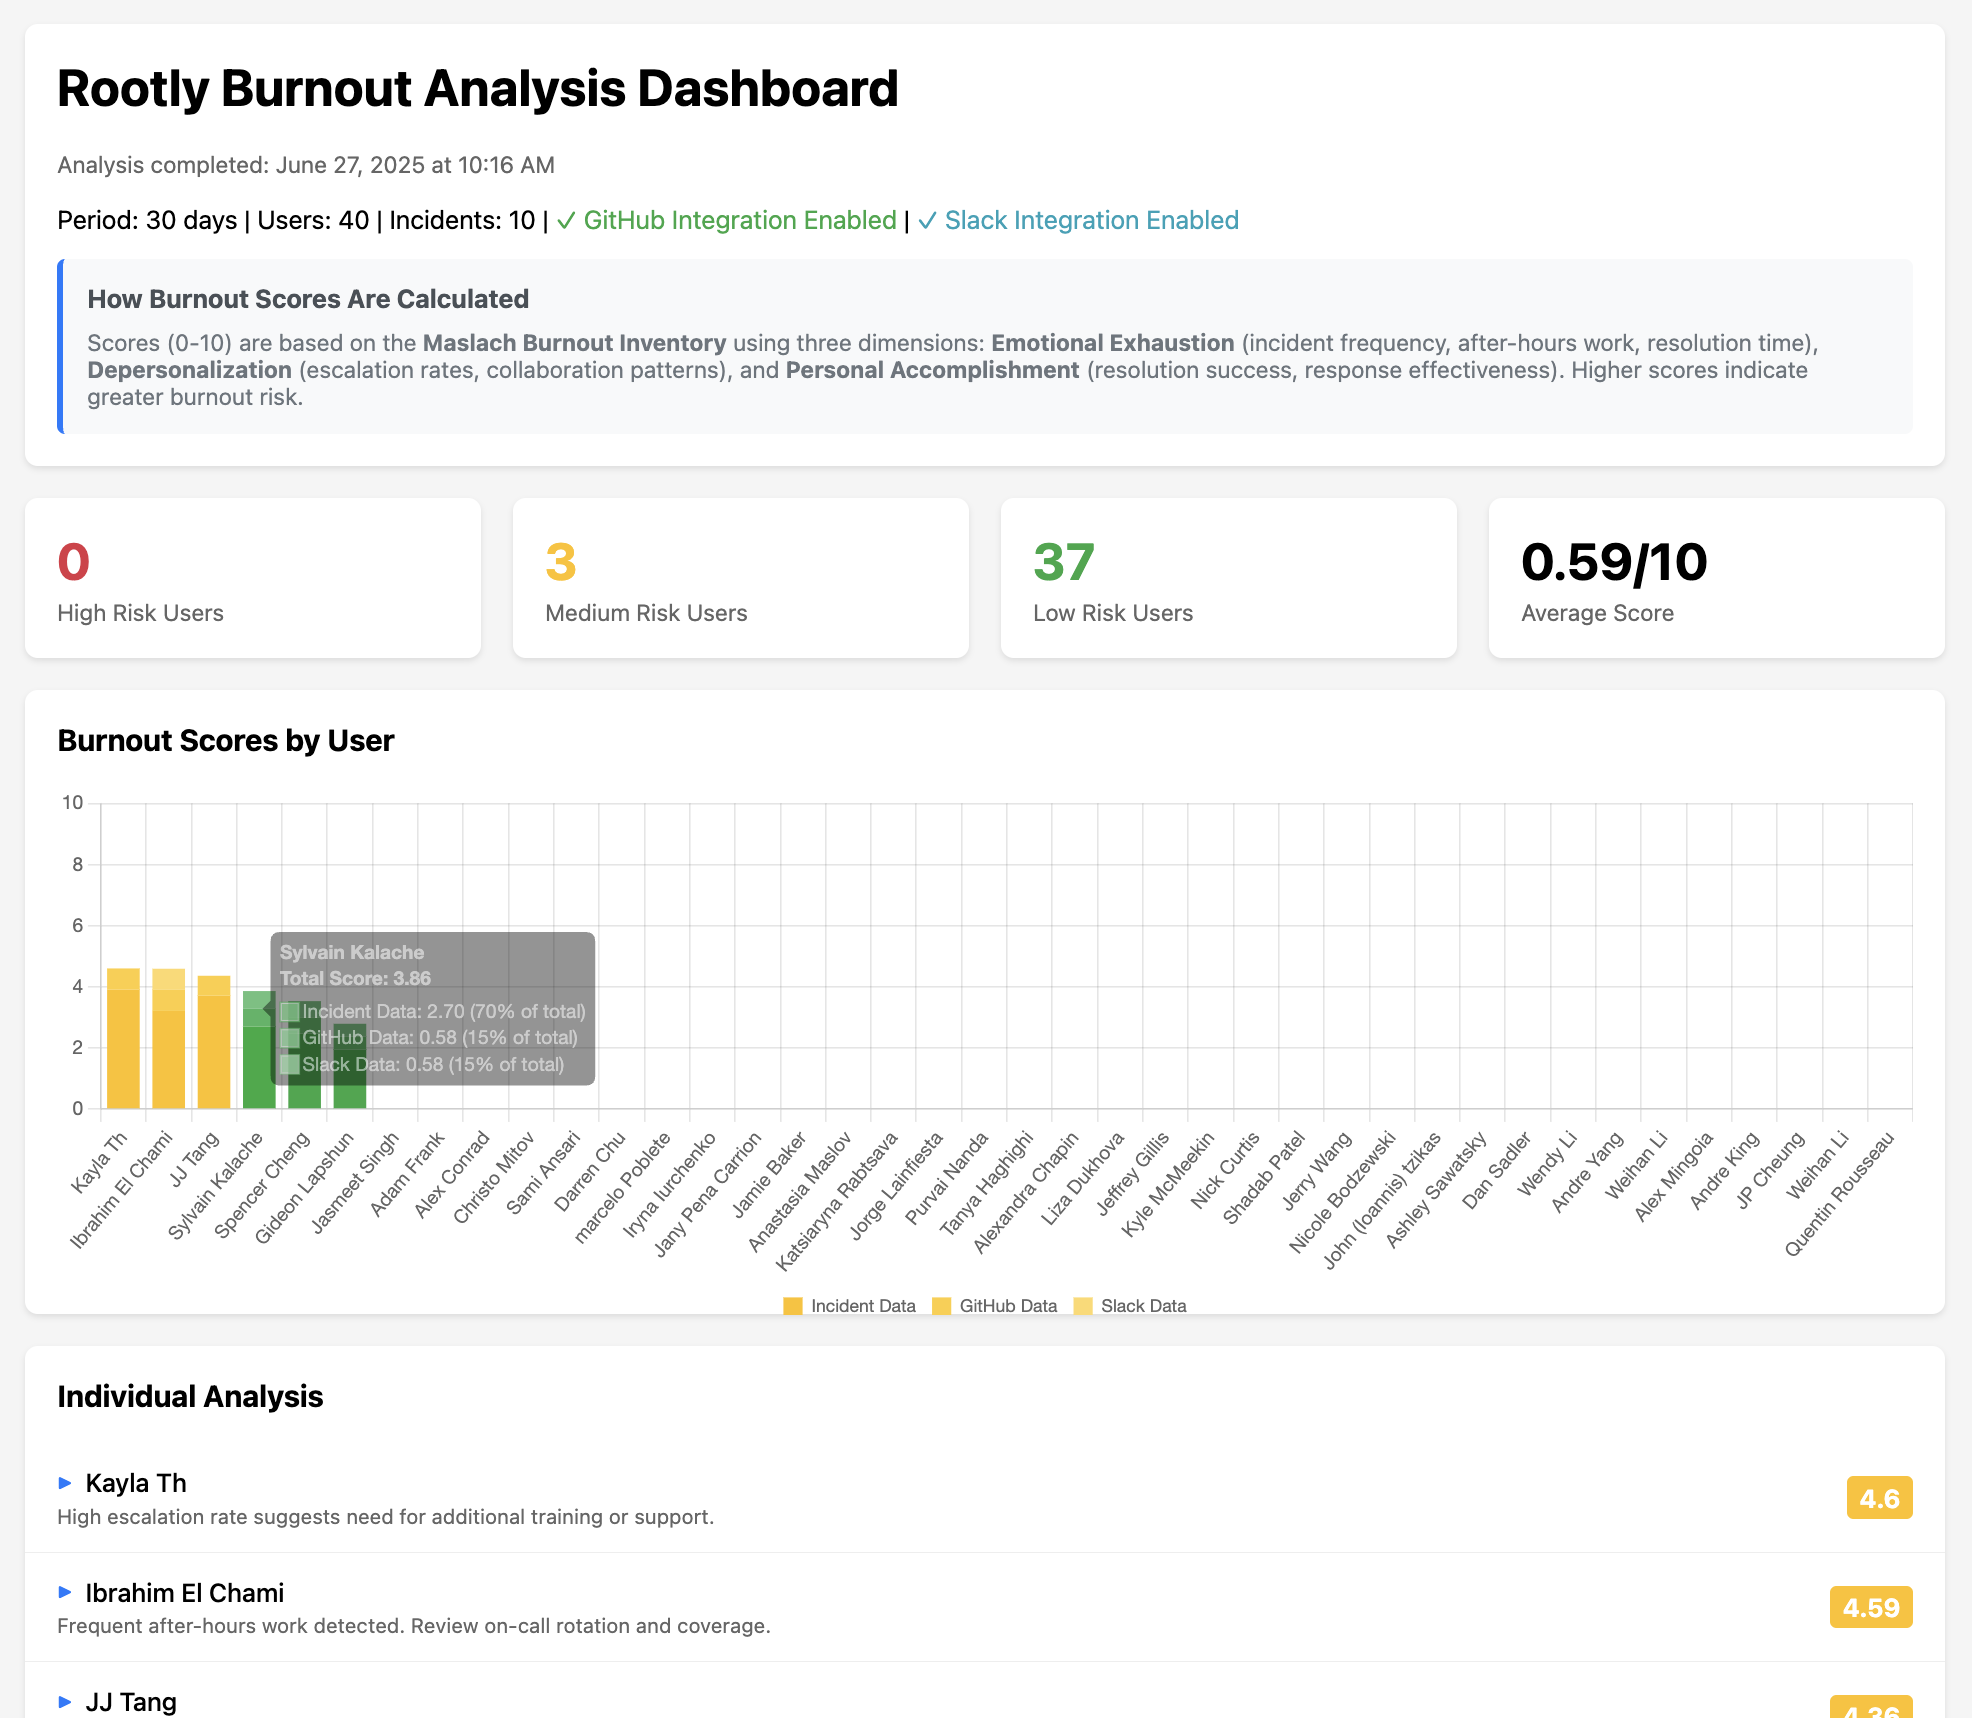 Rootly Burnout Analysis Dashboard
Analysis completed: June 27, 2025 at 10:16 AM
Period: 30 days | Users: 40 | Incidents: 10 | ✓ GitHub Integration Enabled | ✓ Slack Integration Enabled
How Burnout Scores Are Calculated
Scores (0-10) are based on the Maslach Burnout Inventory using three dimensions: Emotional Exhaustion (incident frequency, after-hours work, resolution time),
Depersonalization (escalation rates, collaboration patterns), and Personal Accomplishment (resolution success, response effectiveness). Higher scores indicate
greater burnout risk.
0
High Risk Users
3
Medium Risk Users
37
Low Risk Users
0.59/10
Average Score
Burnout Scores by User
10
8
6
4
2
0
Sylvain Kalache
Total Score: 3.86
Incident Data: 2.70 (70% of total)
GitHub Data: 0.58 (15% of total)
Slack Data: 0.58 (15% of total)
Kayla Th
Ibrahim El Chami
JJ Tang
Sylvain Kalache
Spencer Cheng
Gideon Lapshun
Jasmeet Singh
Adam Frank
Alex Conrad
Christo Mitov
Sami Ansari
Darren Chu
marcelo Poblete
Iryna Iurchenko
Jany Pena Carrion
Jamie Baker
Anastasia Maslov
Katsiaryna Rabtsava
Jorge Lainfiesta
Purvai Nanda
Tanya Haghighi
Alexandra Chapin
Liza Dukhova
Jeffrey Gillis
Kyle McMeekin
Nick Curtis
Shadab Patel
Jerry Wang
Nicole Bodzewski
John (Ioannis) tzikas
Ashley Sawatsky
Dan Sadler
Wendy Li
Andre Yang
Weihan Li
Alex Mingoia
Andre King
JP Cheung
Weihan Li
Quentin Rousseau
Incident Data
GitHub Data
Slack Data
Individual Analysis
Kayla Th
High escalation rate suggests need for additional training or support.
4.6
Ibrahim El Chami
Frequent after-hours work detected. Review on-call rotation and coverage.
4.59
JJ Tang
4.36